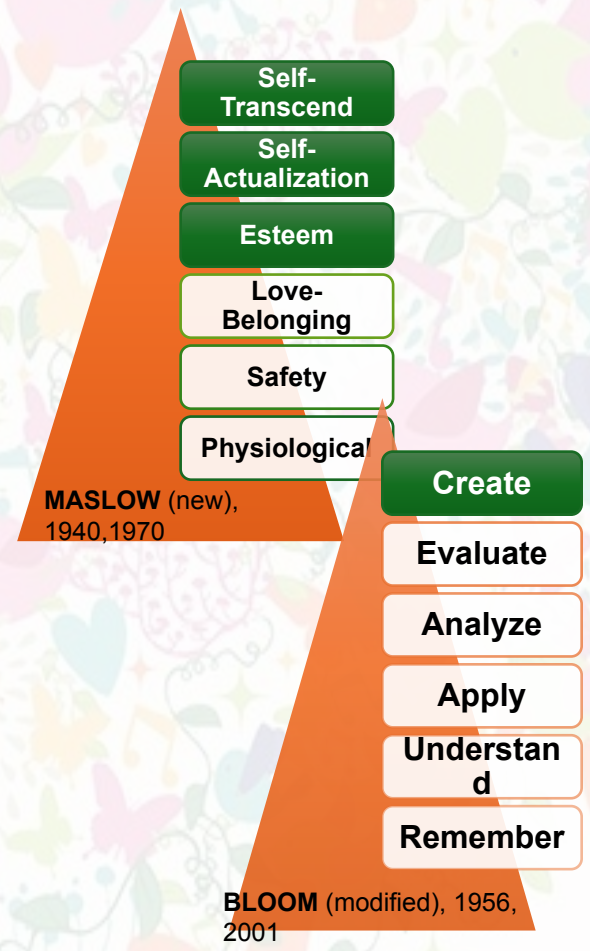 Self-
Transcend
Self-
Actualization
Esteem
Love-
Belonging
Safety
Physiological
MASLOW (new),
1940,1970
Create
Evaluate
Analyze
Apply
Understan
d
Remember
BLOOM (modified), 1956,
2001